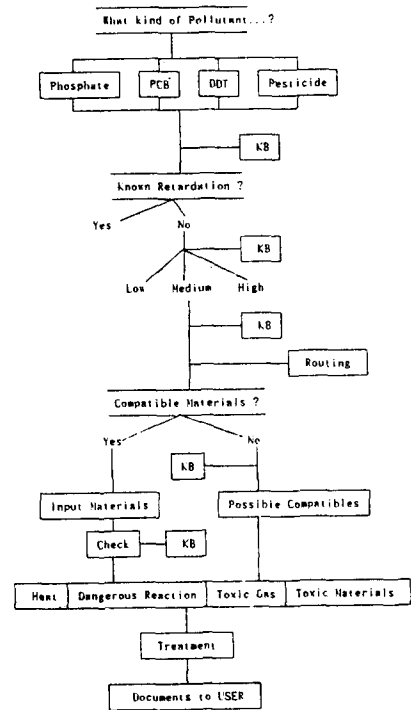 What kind of Pollutant...?
Phosphate PCB DDT Pesticide
KB
Known Retardation ?
Yes No
KB
Low Medium High
KB
Routing
Compatible Materials ?
Yes No
KB
Input Materials Possible Compatibles
Check KB
Heat Dangerous Reaction Toxic Gas Toxic Materials
Treatment
Documents to USER